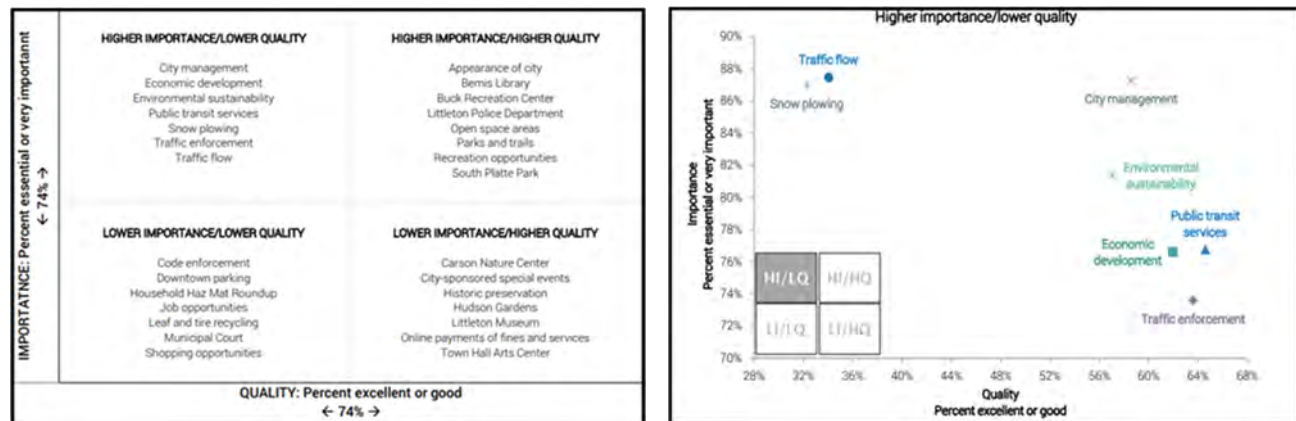 IMPORTATNCE: Percent essential or very importannt
← 74% →
HIGHER IMPORTANCE/LOWER QUALITY
City management
Economic development
Environmental sustainability
Public transit services
Snow plowing
Traffic enforcement
Traffic flow
HIGHER IMPORTANCE/HIGHER QUALITY
Appearance of city
Bemis Library
Buck Recreation Center
Littleton Police Department
Open space areas
Parks and trails
Recreation opportunities
South Platte Park
LOWER IMPORTANCE/LOWER QUALITY
Code enforcement
Downtown parking
Household Haz Mat Roundup
Job opportunities
Leaf and tire recycling
Municipal Court
Shopping opportunities
LOWER IMPORTANCE/HIGHER QUALITY
Carson Nature Center
City-sponsored special events
Historic preservation
Hudson Gardens
Littleton Museum
Online payments of fines and services
Town Hall Arts Center
QUALITY: Percent excellent or good
← 74% →
Higher importance/lower quality
Importance
Percent essential or very important
90%
88%
86%
84%
82%
80%
78%
76%
74%
72%
70%
Traffic flow
Snow plowing
City management
Environmental
sustainability
Public transit
services
Economic
development
Traffic enforcement
HI/LQ
HI/HQ
LI/LQ
LI/HQ
28%
32%
36%
40%
44%
48%
52%
56%
60%
64%
68%
Quality
Percent excellent or good